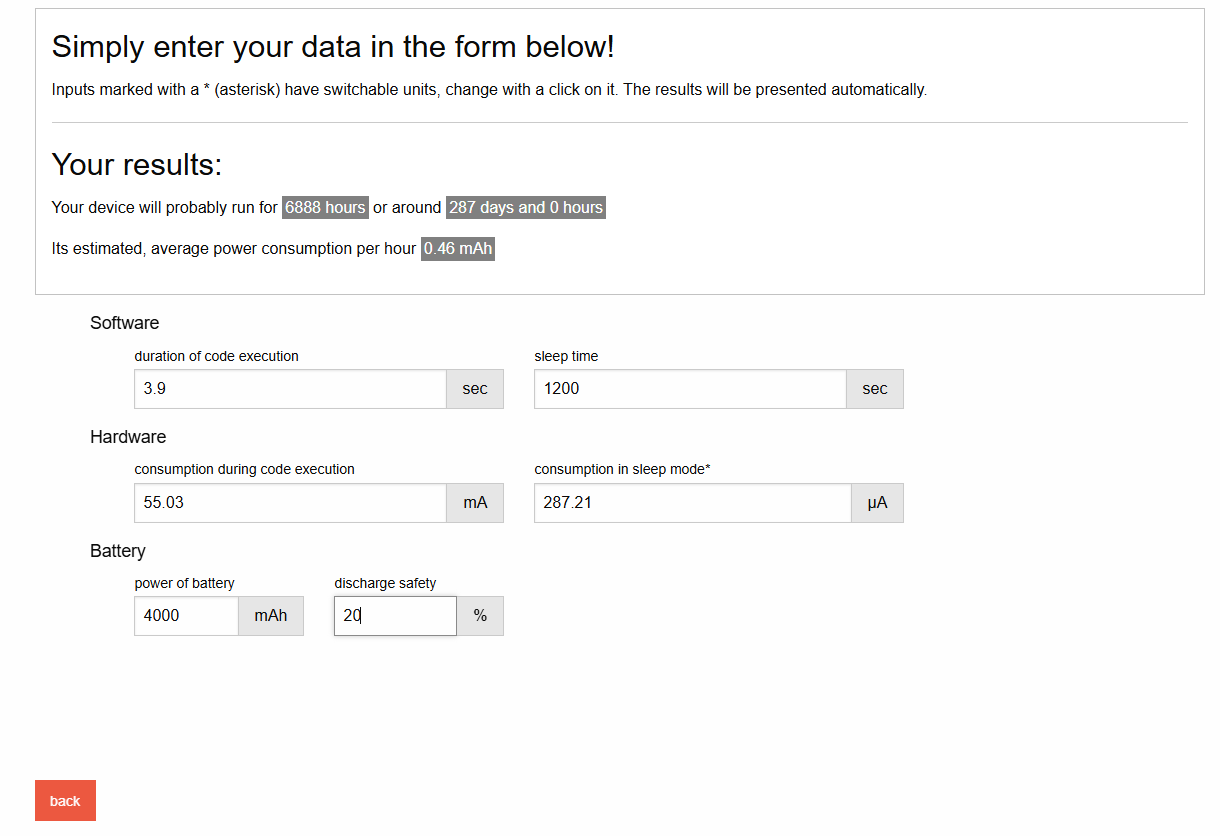 Simply enter your data in the form below!
Inputs marked with a * (asterisk) have switchable units, change with a click on it. The results will be presented automatically.
Your results:
Your device will probably run for 6888 hours or around 287 days and 0 hours
Its estimated, average power consumption per hour 0.46 mAh
Software
duration of code execution sleep time
3.9 sec 1200 sec
Hardware
consumption during code execution consumption in sleep mode*
55.03 mA 287.21 µA
Battery
power of battery discharge safety
4000 mAh 20 %
back